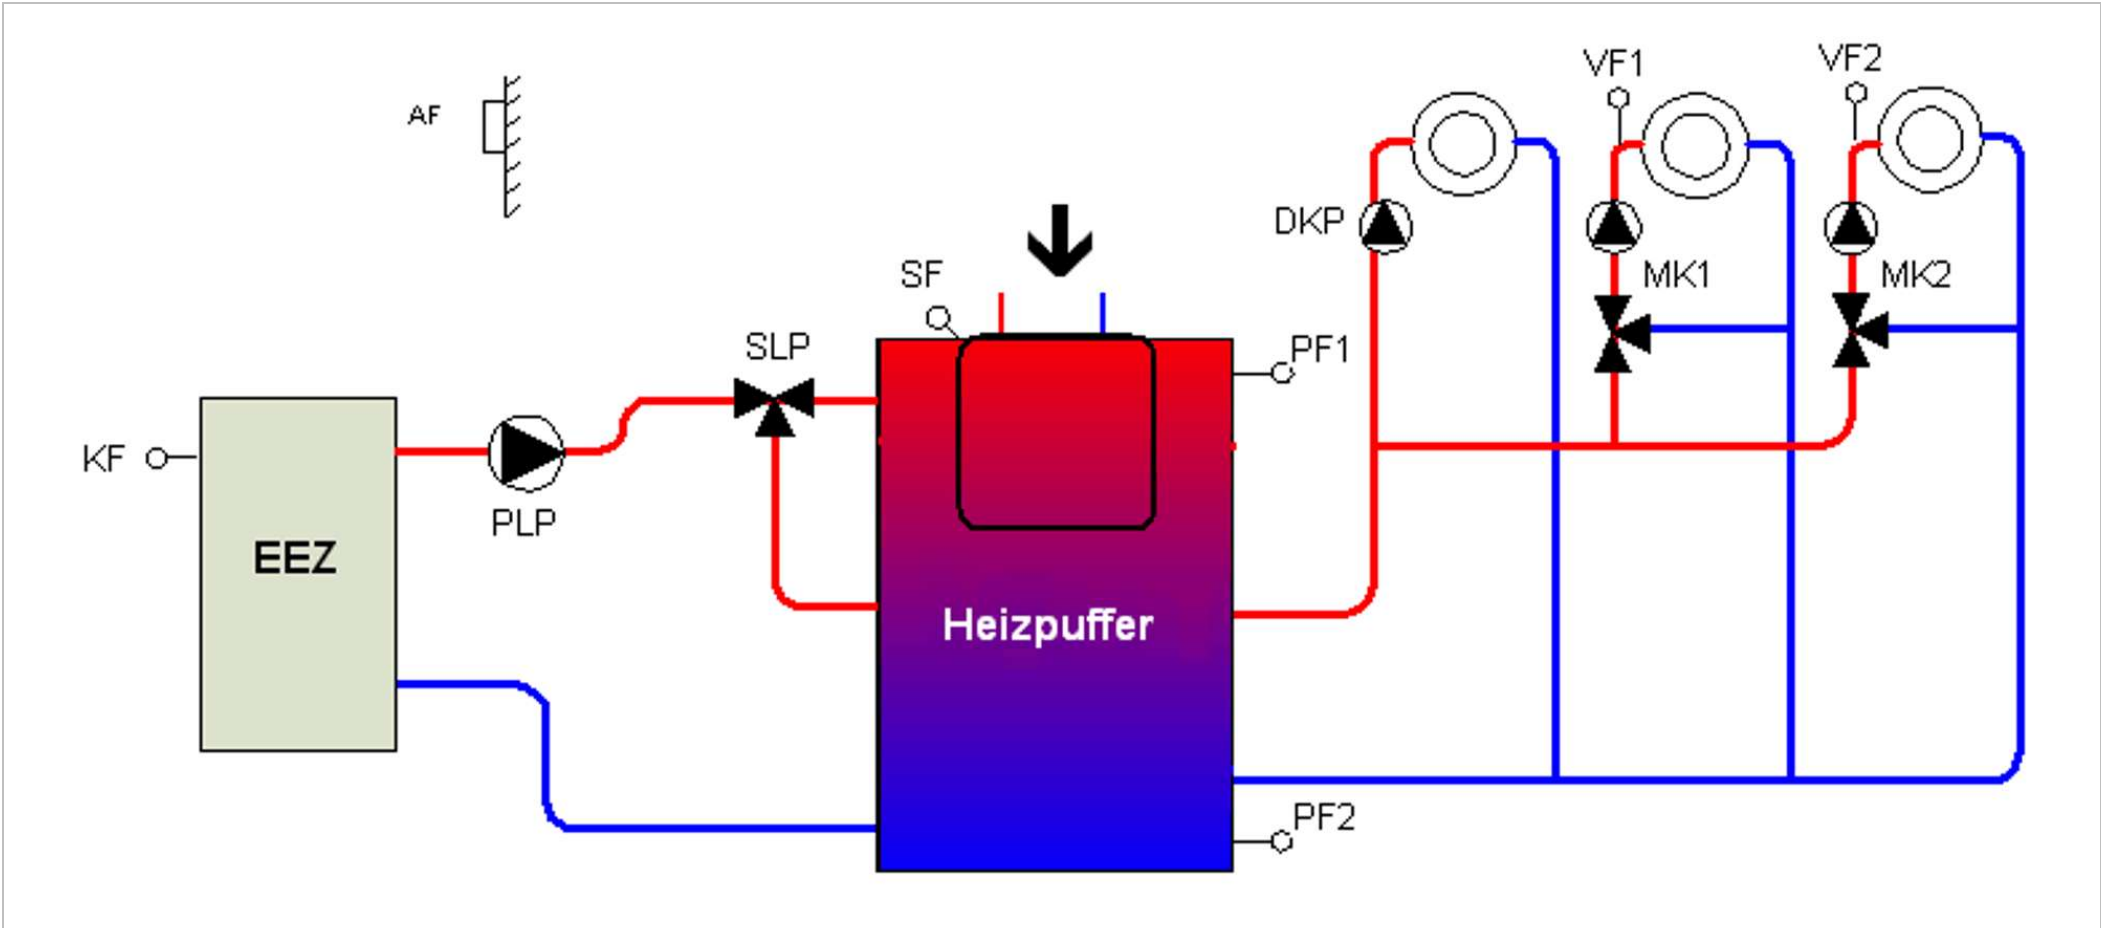 VF1
VF2
AF
DKP
SF
MK1
MK2
SLP
PF1
KF
PLP
EEZ
Heizpuffer
PF2